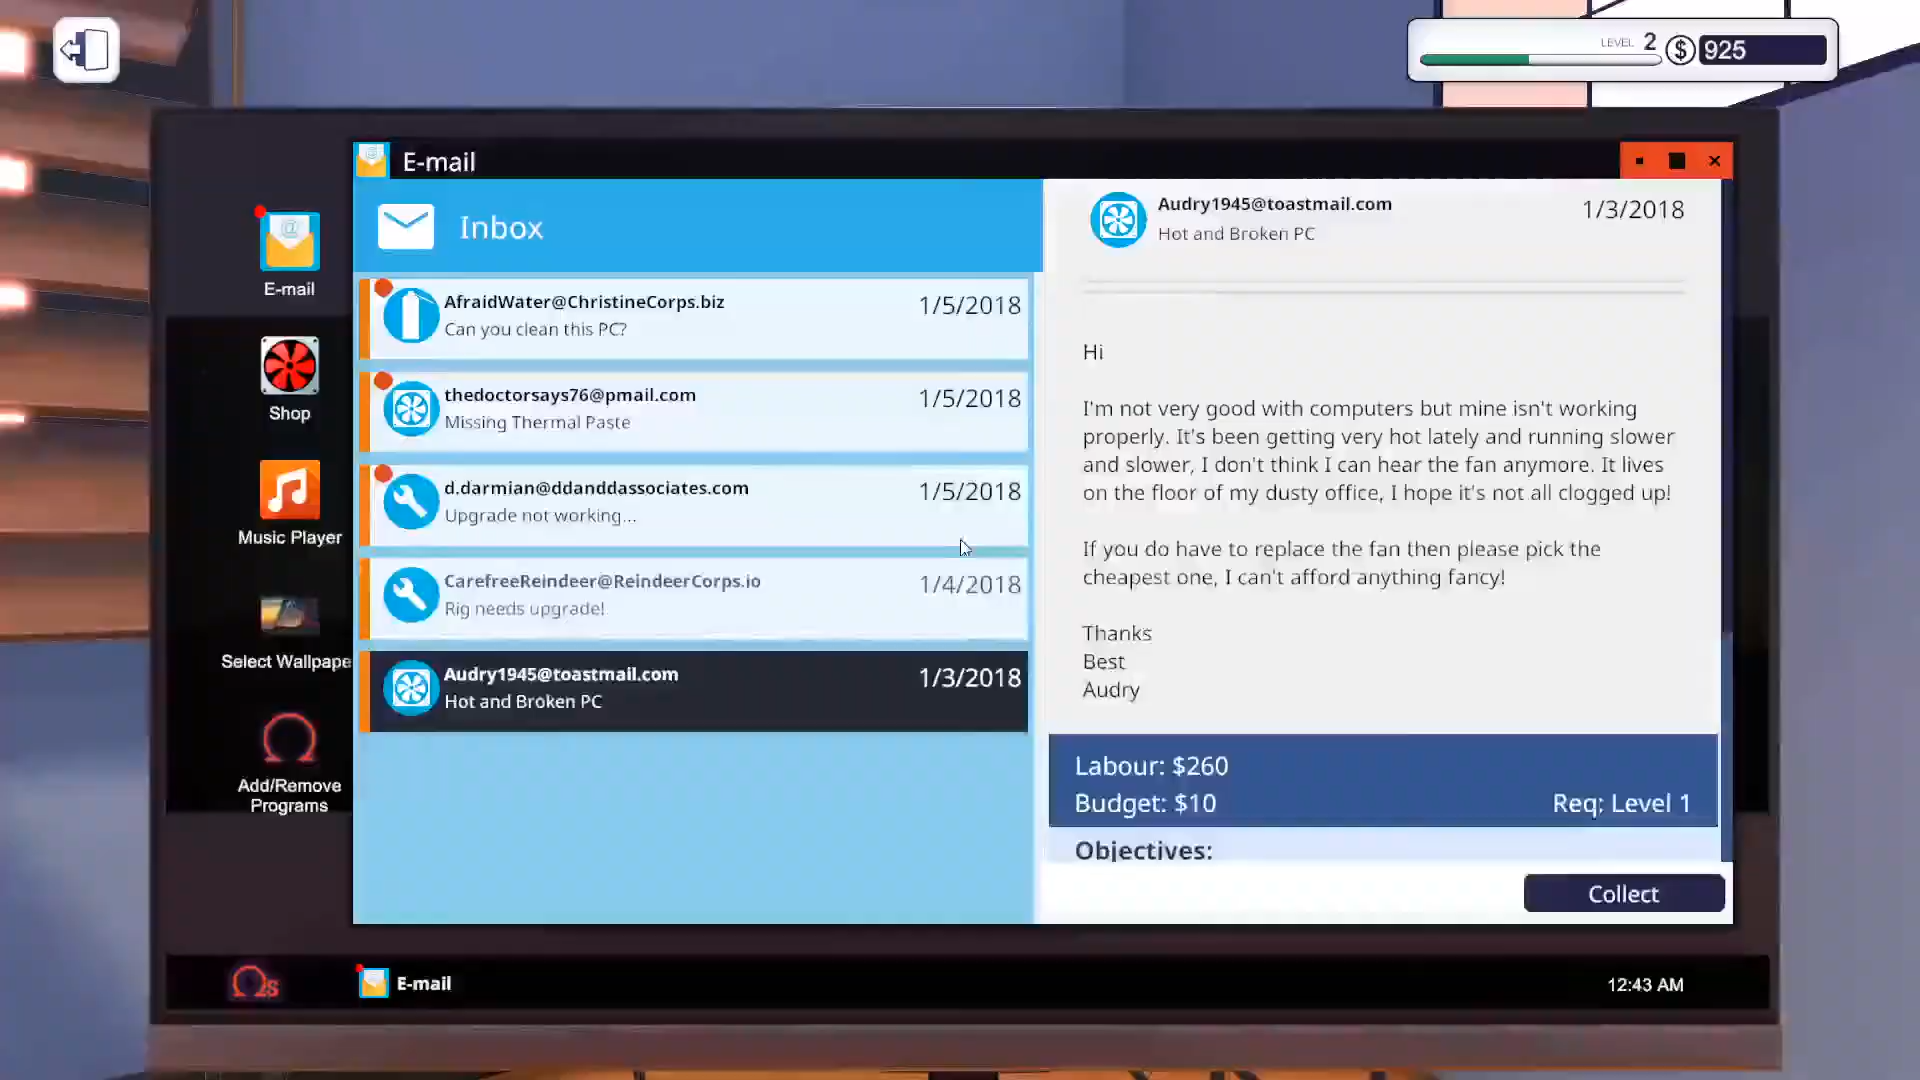 LEVEL 2
$ 925
E-mail
Inbox
AfraidWater@ChristineCorps.biz
1/5/2018
Can you clean this PC?
thedoctorsays76@pmail.com
1/5/2018
Missing Thermal Paste
d.darmian@ddanddassociates.com
1/5/2018
Upgrade not working...
CarefreeReindeer@ReindeerCorps.io
1/4/2018
Rig needs upgrade!
Audry1945@toastmail.com
1/3/2018
Hot and Broken PC
Audry1945@toastmail.com
1/3/2018
Hot and Broken PC
Hi
I'm not very good with computers but mine isn't working
properly. It's been getting very hot lately and running slower
and slower, I don't think I can hear the fan anymore. It lives
on the floor of my dusty office, I hope it's not all clogged up!
If you do have to replace the fan then please pick the
cheapest one, I can't afford anything fancy!
Thanks
Best
Audry
Labour: $260
Budget: $10
Req: Level 1
Objectives:
Collect
E-mail
Shop
Music Player
Select Wallpape
Add/Remove
Programs
Ωs
E-mail
12:43 AM